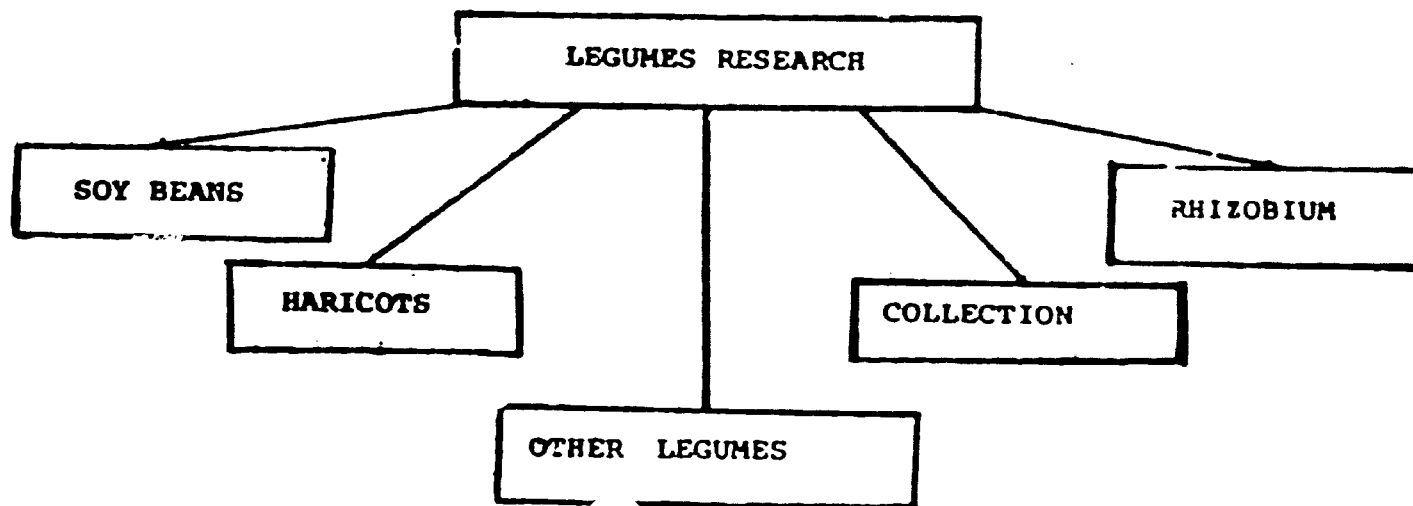 LEGUMES RESEARCH
SOY BEANS
RHIZOBIUM
HARICOTS
COLLECTION
OTHER LEGUMES